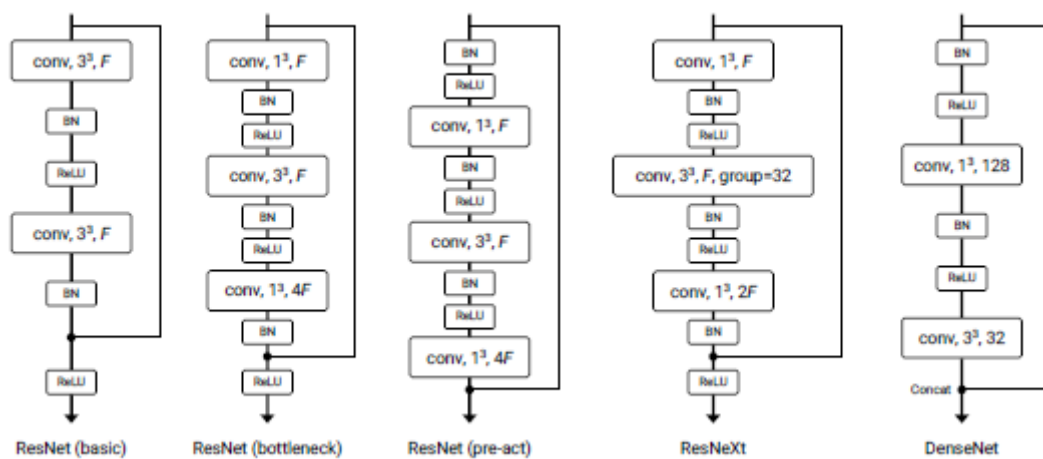 conv, 3³, F
BN
ReLU
conv, 3³, F
BN
ReLU
ResNet (basic)
conv, 1³, F
BN
ReLU
conv, 3³, F
BN
ReLU
conv, 1³, 4F
BN
ReLU
ResNet (bottleneck)
BN
ReLU
conv, 1³, F
BN
ReLU
conv, 3³, F
BN
ReLU
conv, 1³, 4F
ResNet (pre-act)
conv, 1³, F
BN
ReLU
conv, 3³, F, group=32
BN
ReLU
conv, 1³, 2F
BN
ReLU
ResNeXt
BN
ReLU
conv, 1³, 128
BN
ReLU
conv, 3³, 32
Concat
DenseNet